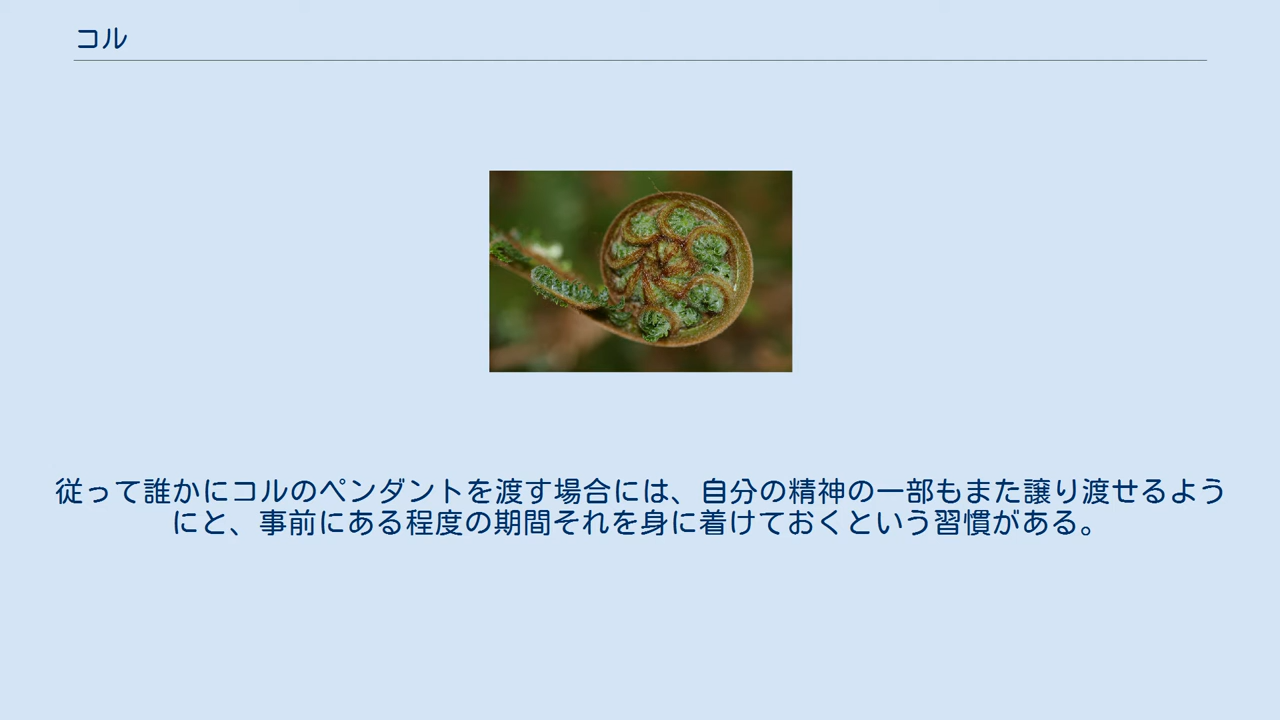 コル
従って誰かにコルのペンダントを渡す場合には、自分の精神の一部もまた譲り渡せるよう
にと、事前にある程度の期間それを身に着けておくという習慣がある。